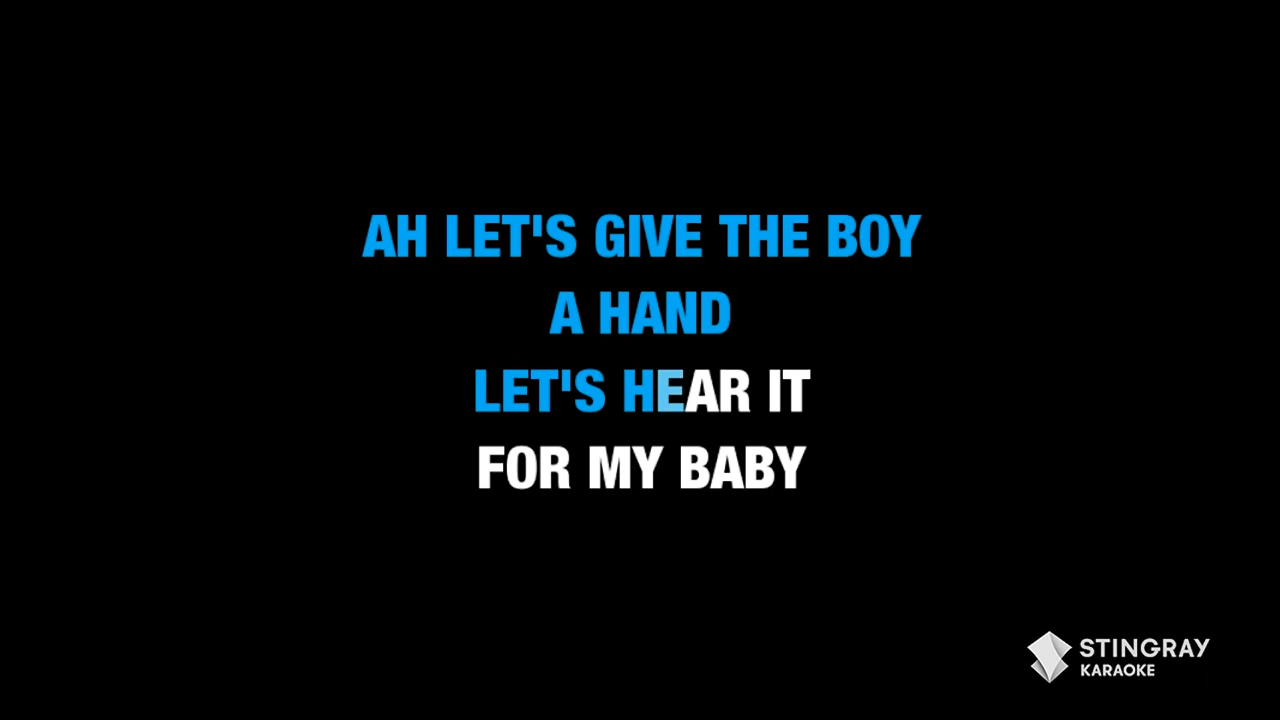 AH LET'S GIVE THE BOY
A HAND
LET'S HEAR IT
FOR MY BABY
STINGRAY
KARAOKE